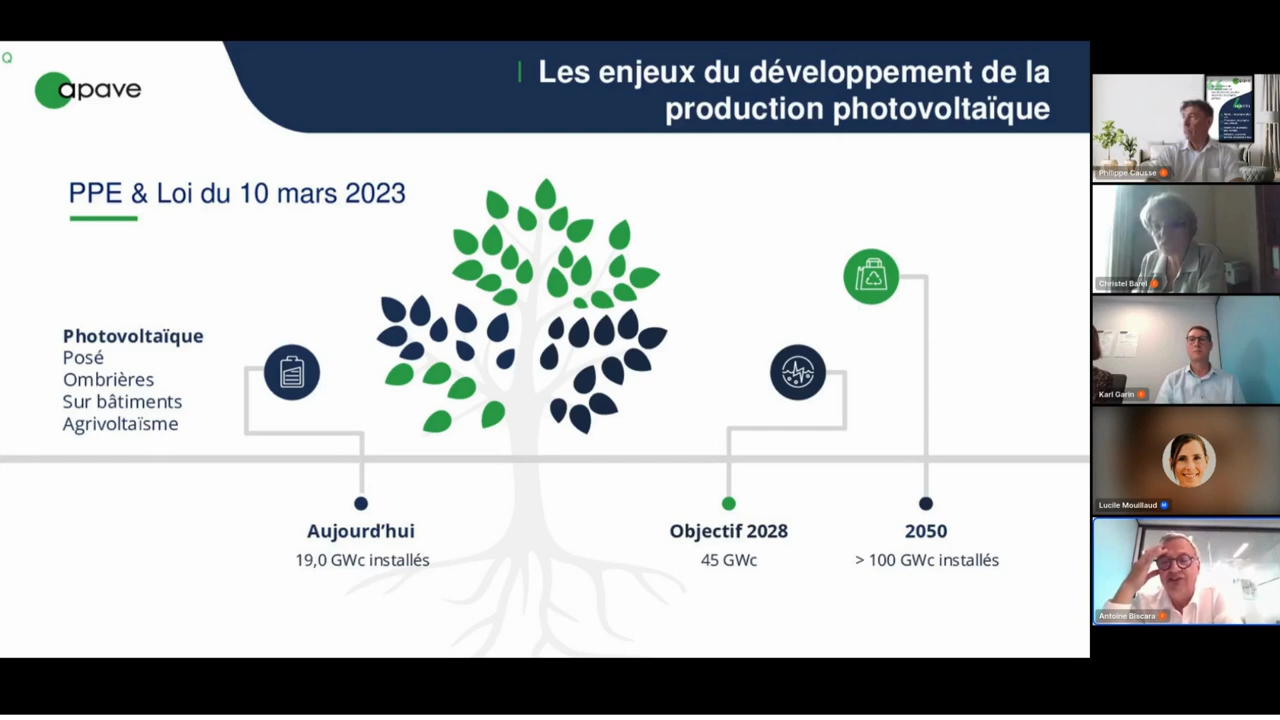 Q
apave
Les enjeux du développement de la
production photovoltaïque
PPE & Loi du 10 mars 2023
Photovoltaïque
Posé
Ombrières
Sur bâtiments
Agrivoltaïsme
Aujourd’hui
19,0 GWc installés
Objectif 2028
45 GWc
2050
> 100 GWc installés
Philippe Causse
Christel Barel
Karl Garin
Lucile Mouillaud
Antoine Biscara